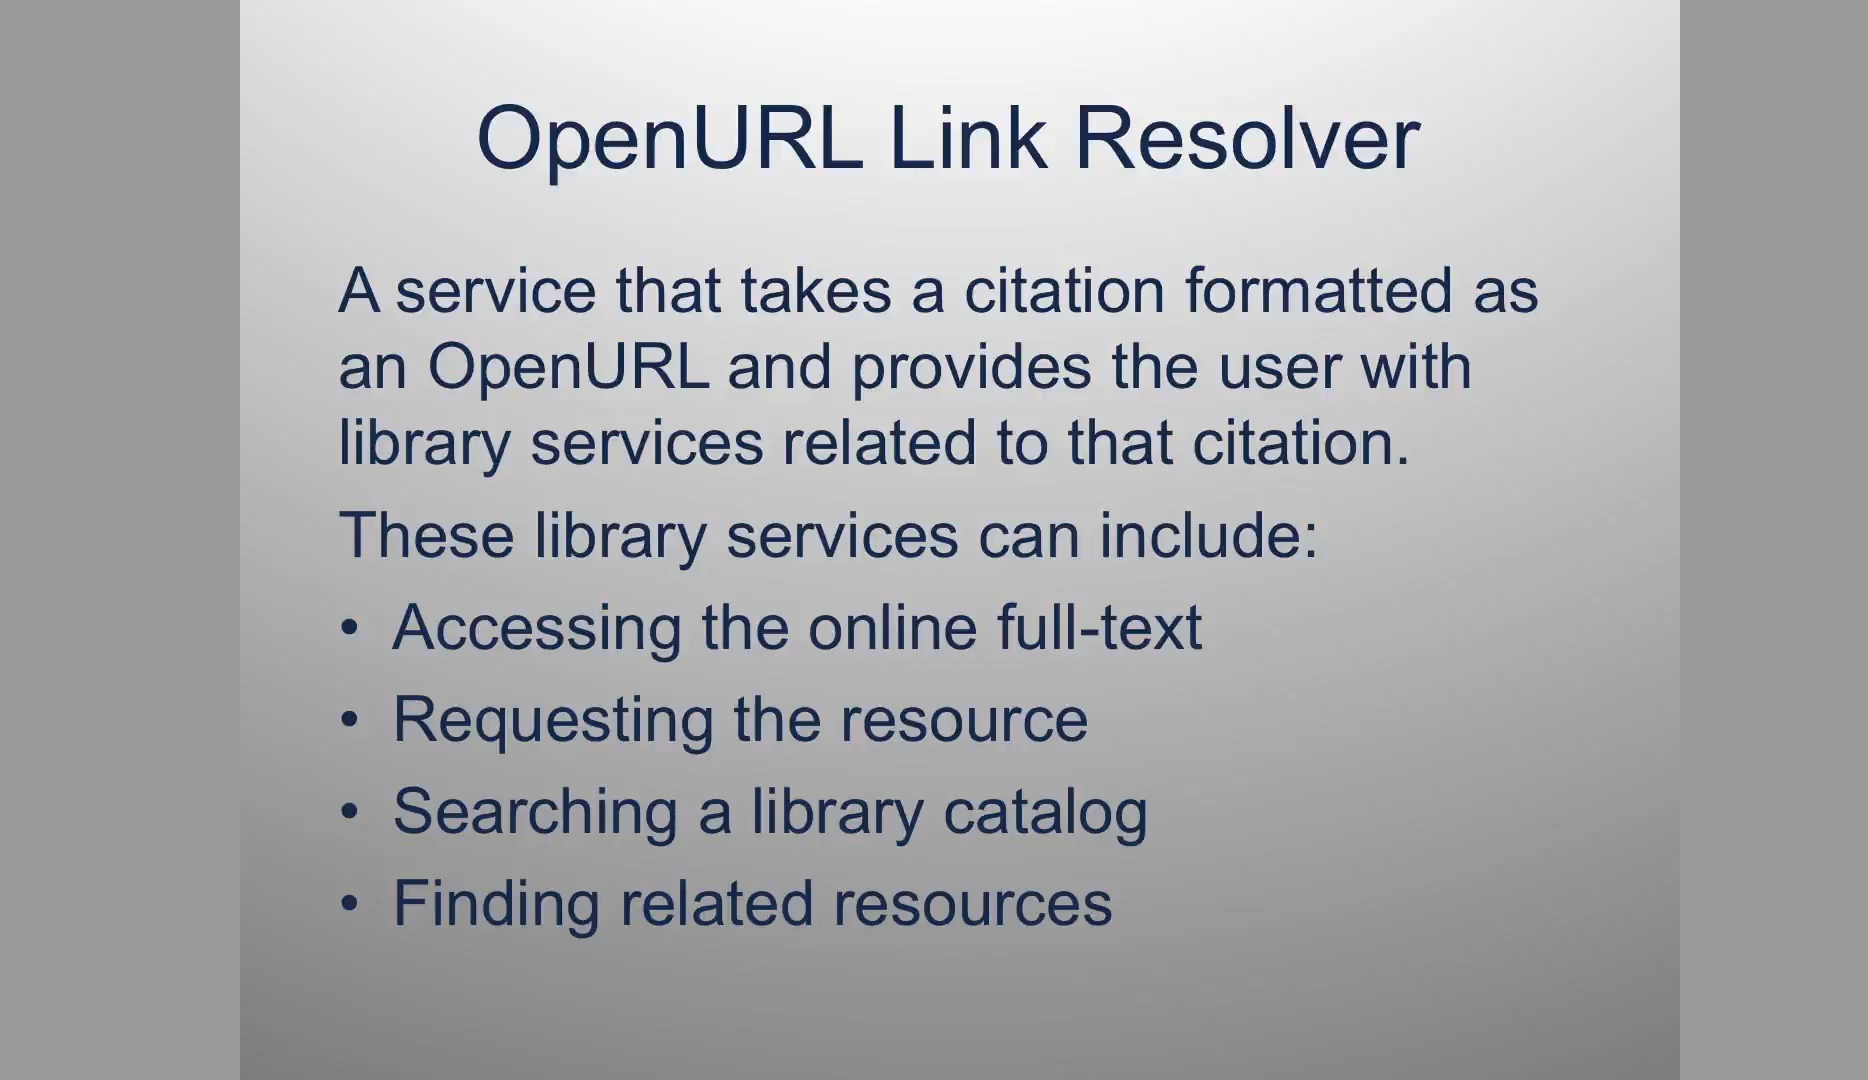 OpenURL Link Resolver
A service that takes a citation formatted as
an OpenURL and provides the user with
library services related to that citation.
These library services can include:
• Accessing the online full-text
• Requesting the resource
• Searching a library catalog
• Finding related resources